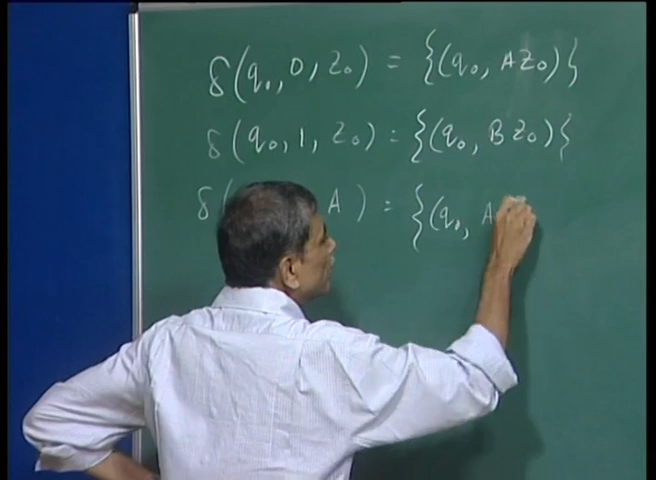 δ(q₀, 0, Z₀) = {(q₀, AZ₀)}
δ(q₀, 1, Z₀) = {(q₀, BZ₀)}
δ( A) = {(q₀, A